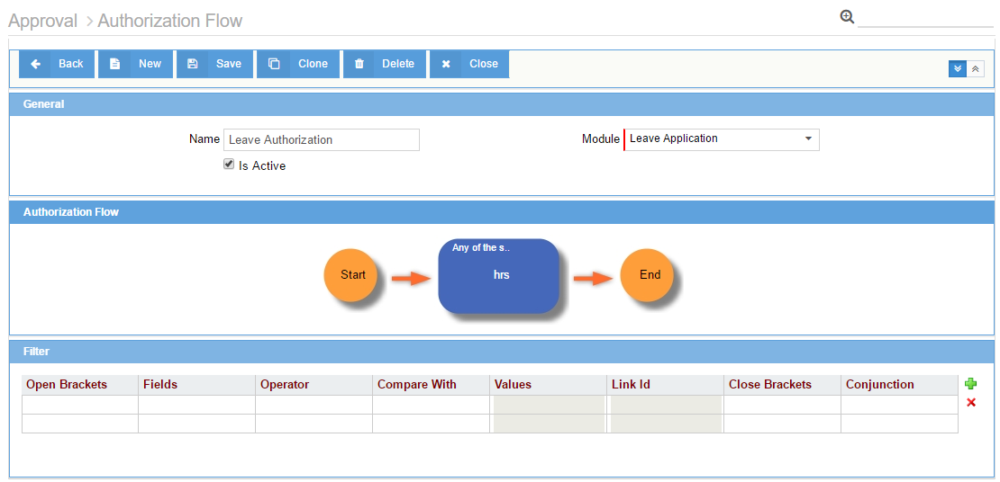 Approval > Authorization Flow
Back New Save Clone Delete Close
General
Name Leave Authorization Module Leave Application
Is Active
Authorization Flow
Any of the s..
Start hrs End
Filter
Open Brackets Fields Operator Compare With Values Link Id Close Brackets Conjunction